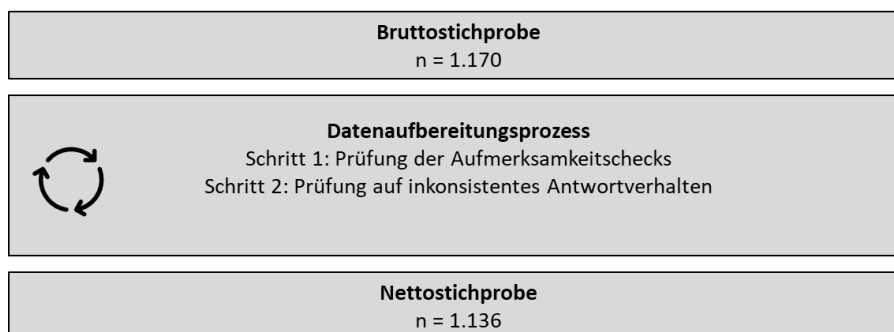 Bruttostichprobe
n = 1.170
Datenaufbereitungsprozess
Schritt 1: Prüfung der Aufmerksamkeitschecks
Schritt 2: Prüfung auf inkonsistentes Antwortverhalten
Nettostichprobe
n = 1.136